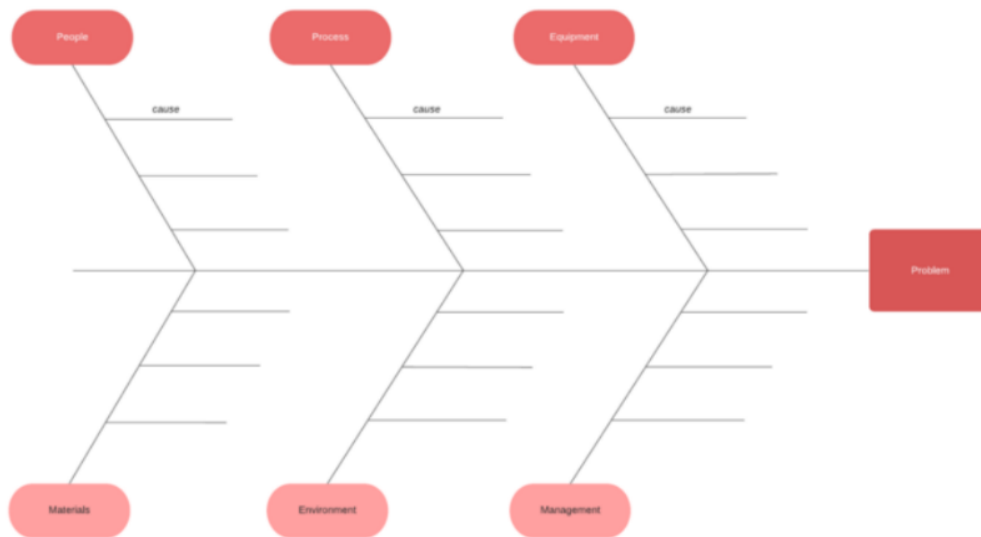 People
Process
Equipment
cause
cause
cause
Problem
Materials
Environment
Management